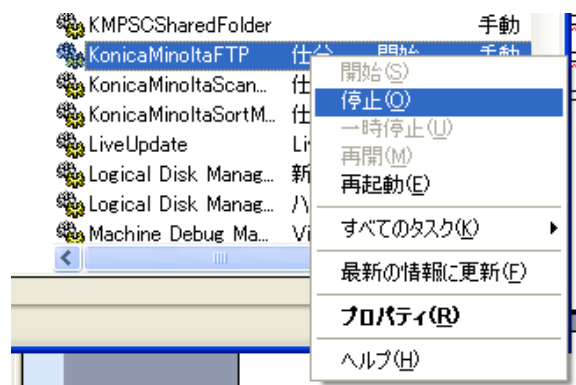 KMPSCSharedFolder 手動
KonicaMinoltaFTP 仕分... 開始 手動
開始(S)
KonicaMinoltaScan... 仕
停止(O)
KonicaMinoltaSortM... 仕
一時停止(U)
LiveUpdate Li
再開(M)
Logical Disk Manag... 新
再起動(E)
Logical Disk Manag... ハ
Machine Debug Ma... Vi
すべてのタスク(K)
最新の情報に更新(F)
プロパティ(R)
ヘルプ(H)